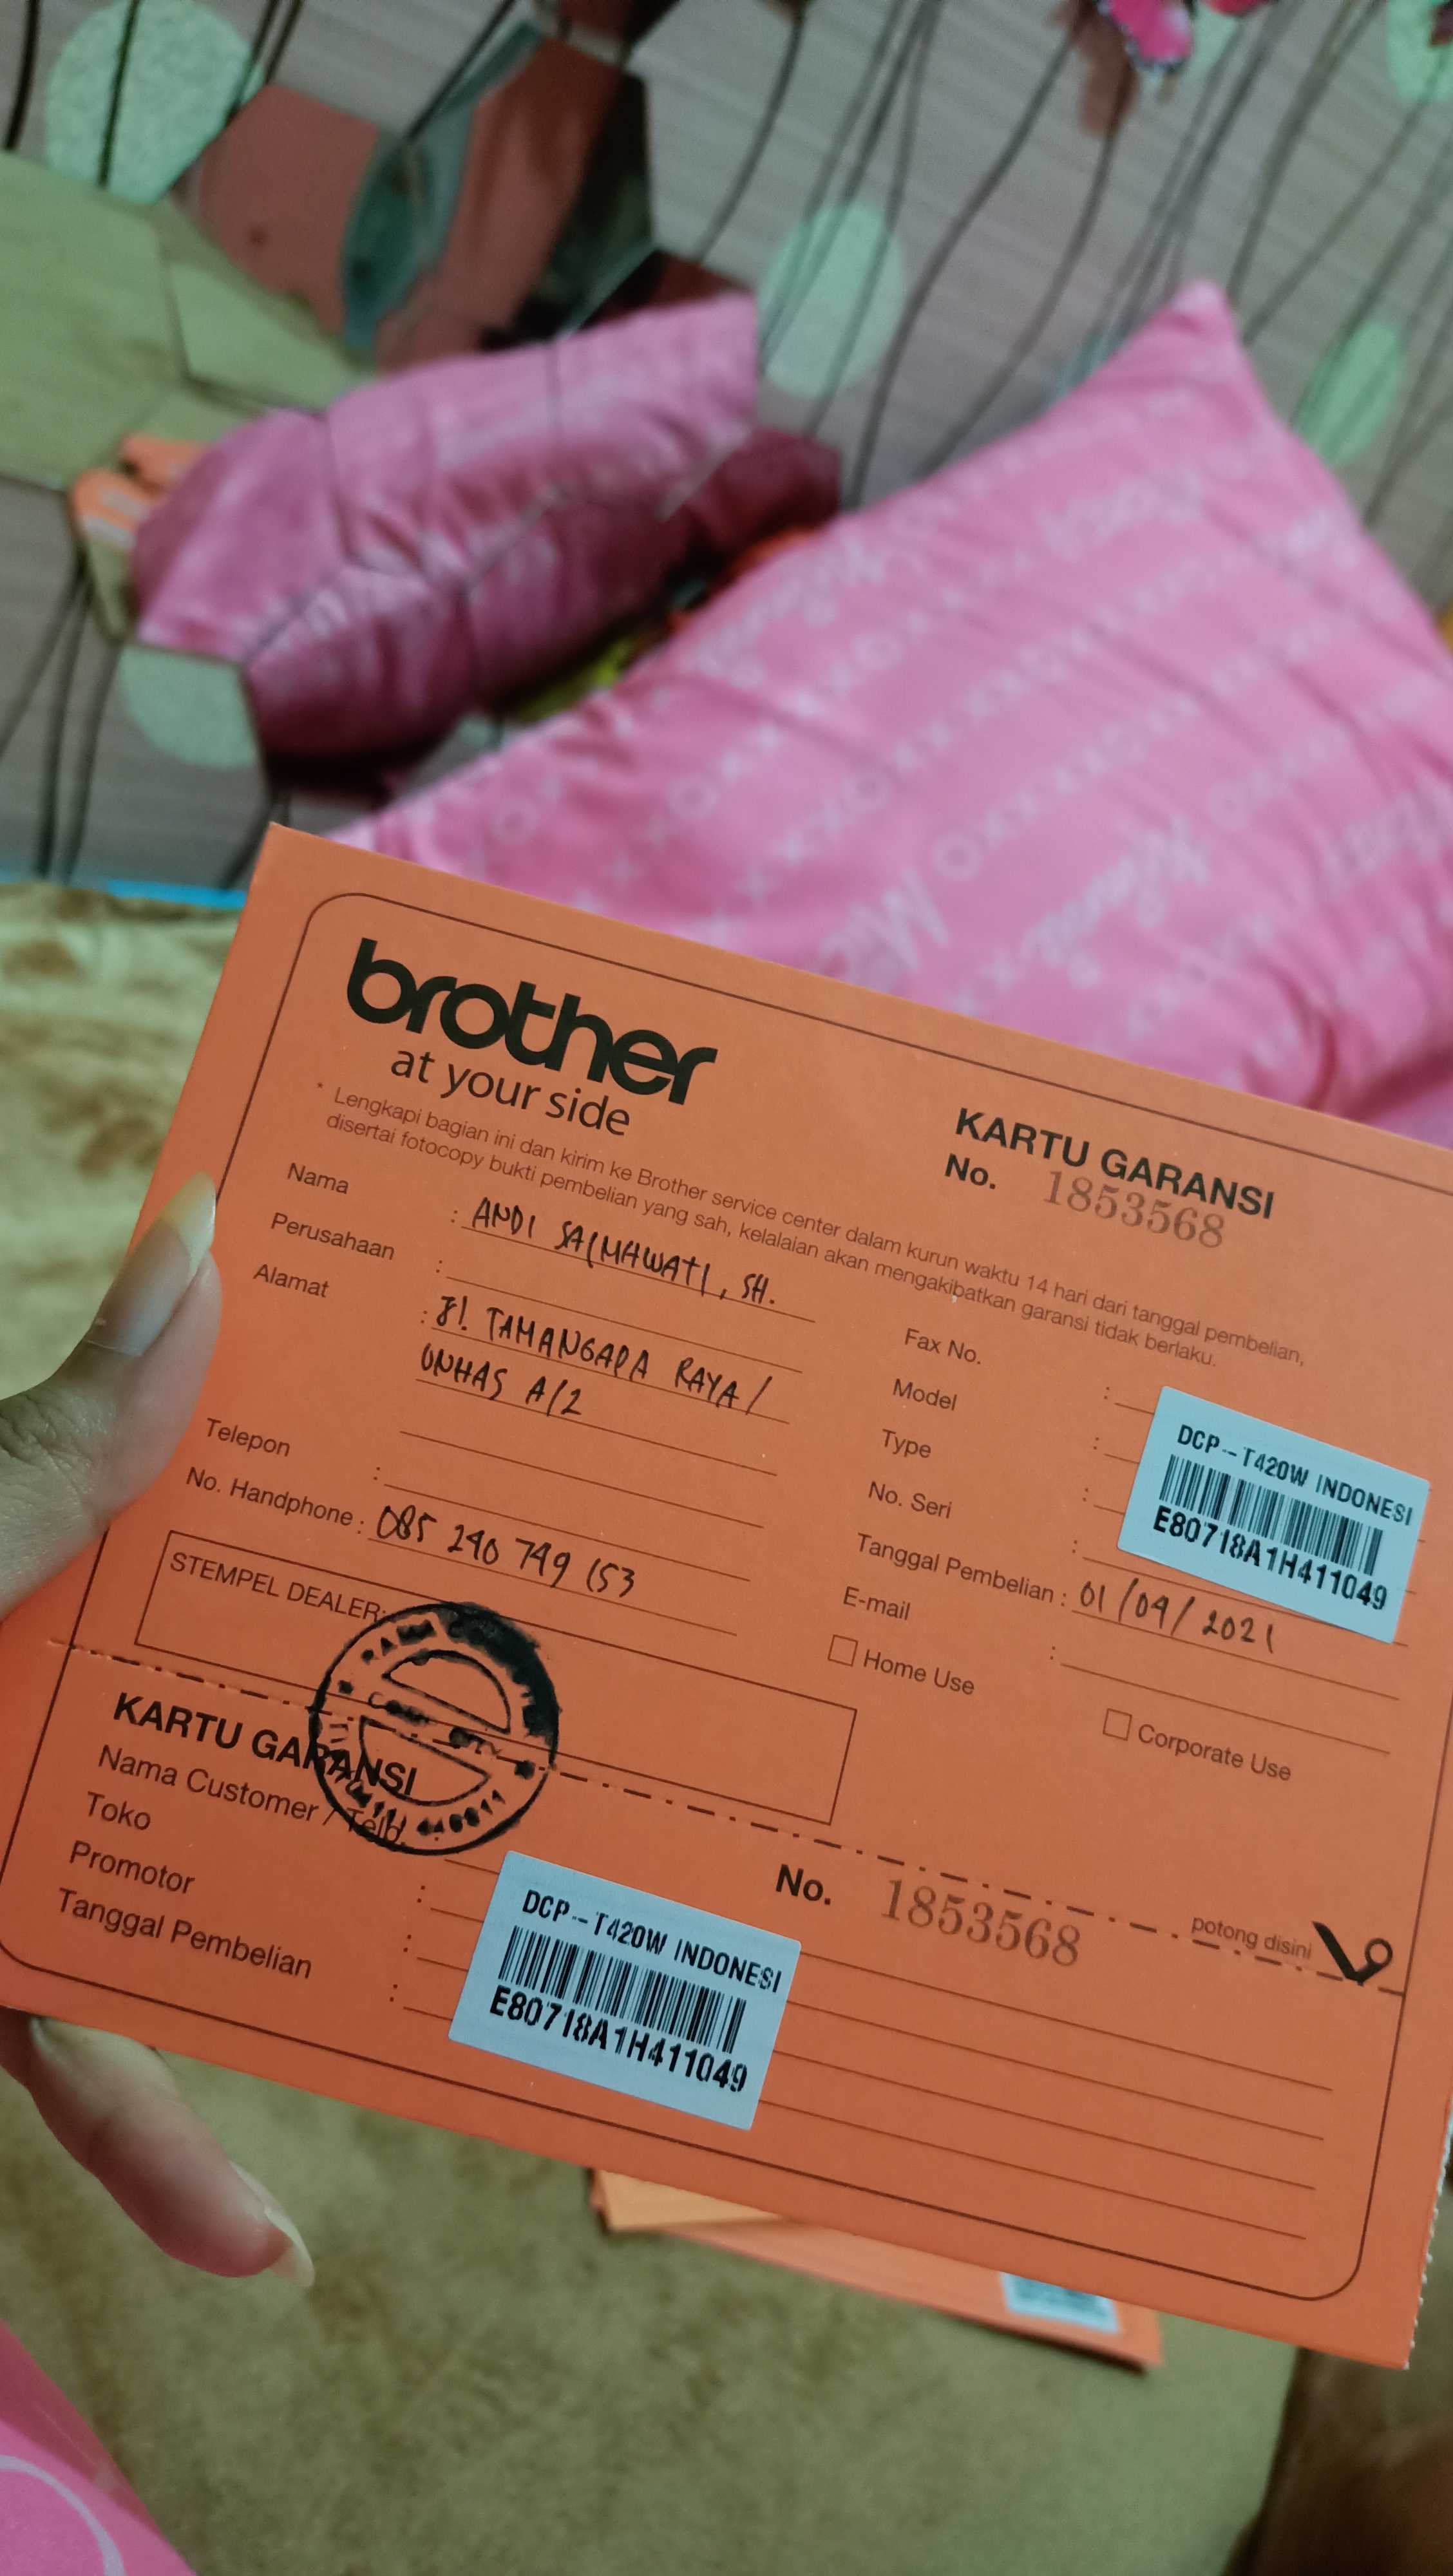 brother
at your side
KARTU GARANSI
No. 1853568
* Lengkapi bagian ini dan kirim ke Brother service center dalam kurun waktu 14 hari dari tanggal pembelian,
disertai fotocopy bukti pembelian yang sah, kelalaian akan mengakibatkan garansi tidak berlaku.
Nama : ANDI SALMAWATI, SH.
Perusahaan :
Alamat : Jl. TAMANGAPA RAYA /
UNHAS A/2
Telepon :
No. Handphone : 085 240 749 153
Fax No. :
Model :
Type :
No. Seri :
DCP-T420W INDONESI
E80718A1H411049
Tanggal Pembelian : 01/09/2021
E-mail :
Home Use
Corporate Use
STEMPEL DEALER:
potong disini
KARTU GARANSI
No. 1853568
Nama Customer / Telp.
Toko :
Promotor :
Tanggal Pembelian :
DCP-T420W INDONESI
E80718A1H411049